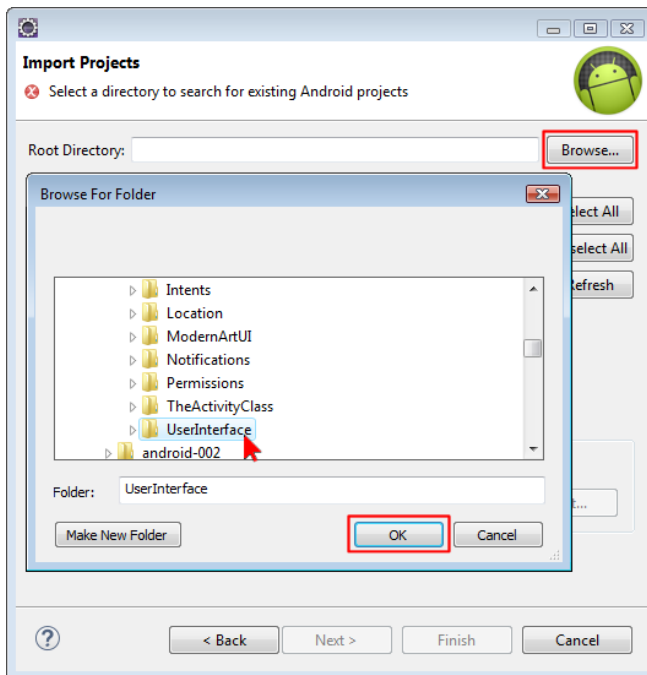 Import Projects
Select a directory to search for existing Android projects
Root Directory:
Browse...
Browse For Folder
elect All
select All
efresh
Intents
Location
ModernArtUI
Notifications
Permissions
TheActivityClass
UserInterface
android-002
Folder: UserInterface
t...
Make New Folder OK Cancel
? < Back Next > Finish Cancel